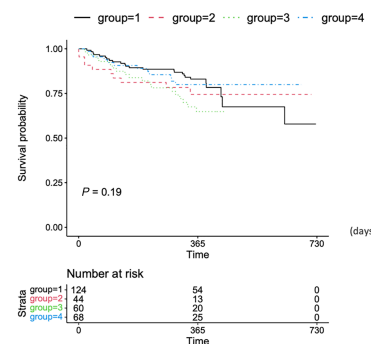 group=1 group=2 group=3 group=4
Survival probability
1.00
0.75
0.50
0.25
0.00
P = 0.19
0 365 730
Time
(days
Number at risk
Strata
group=1 124 54 0
group=2 44 13 0
group=3 60 20 0
group=4 68 25 0
0 365 730
Time